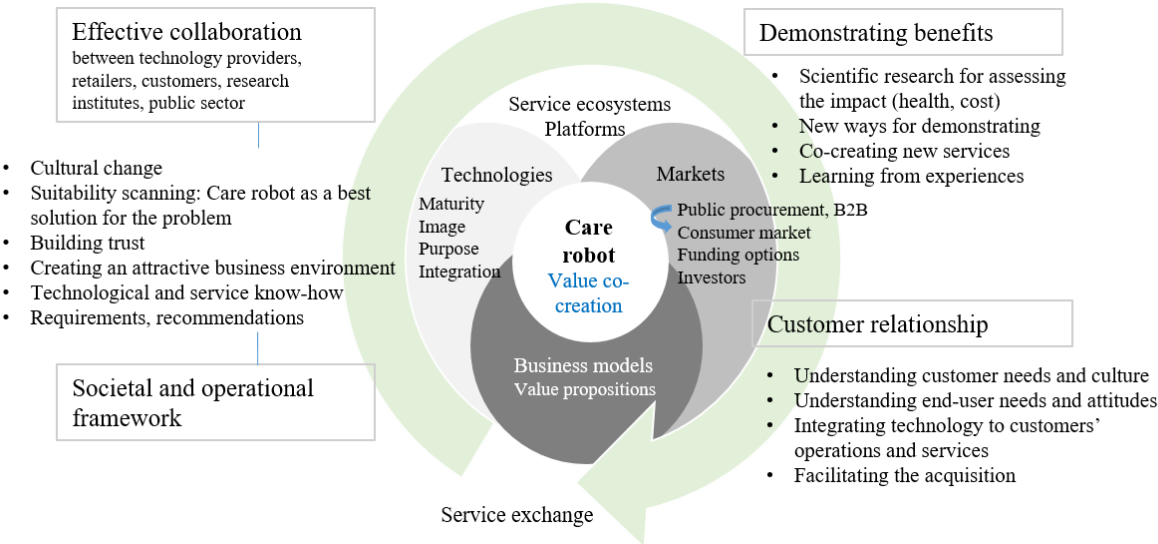 Effective collaboration
between technology providers,
retailers, customers, research
institutes, public sector
• Cultural change
• Suitability scanning: Care robot as a best
solution for the problem
• Building trust
• Creating an attractive business environment
• Technological and service know-how
• Requirements, recommendations
Societal and operational
framework
Service ecosystems
Platforms
Technologies
Maturity
Image
Purpose
Integration
Markets
Public procurement, B2B
Consumer market
Funding options
Investors
Care
robot
Value co-
creation
Business models
Value propositions
Service exchange
Demonstrating benefits
• Scientific research for assessing
the impact (health, cost)
• New ways for demonstrating
• Co-creating new services
• Learning from experiences
Customer relationship
• Understanding customer needs and culture
• Understanding end-user needs and attitudes
• Integrating technology to customers’
operations and services
• Facilitating the acquisition